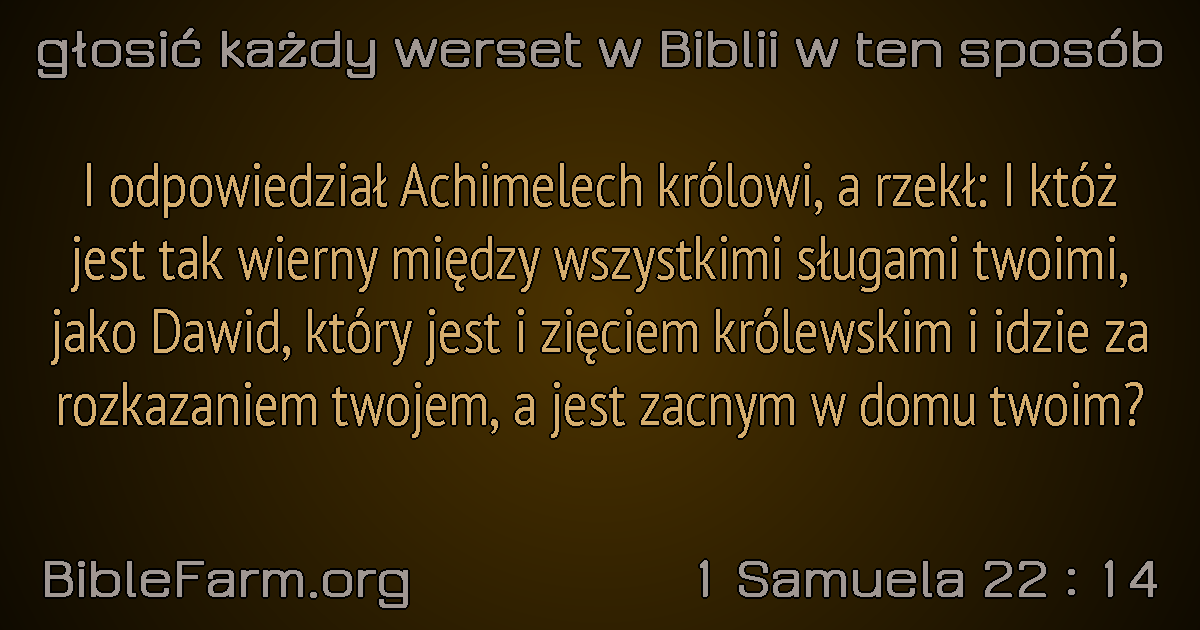 głosić każdy werset w Biblii w ten sposób
I odpowiedział Achimelech królowi, a rzekł: I któż
jest tak wierny między wszystkimi sługami twoimi,
jako Dawid, który jest i zięciem królewskim i idzie za
rozkazaniem twojem, a jest zacnym w domu twoim?
BibleFarm.org
1 Samuela 22 : 14